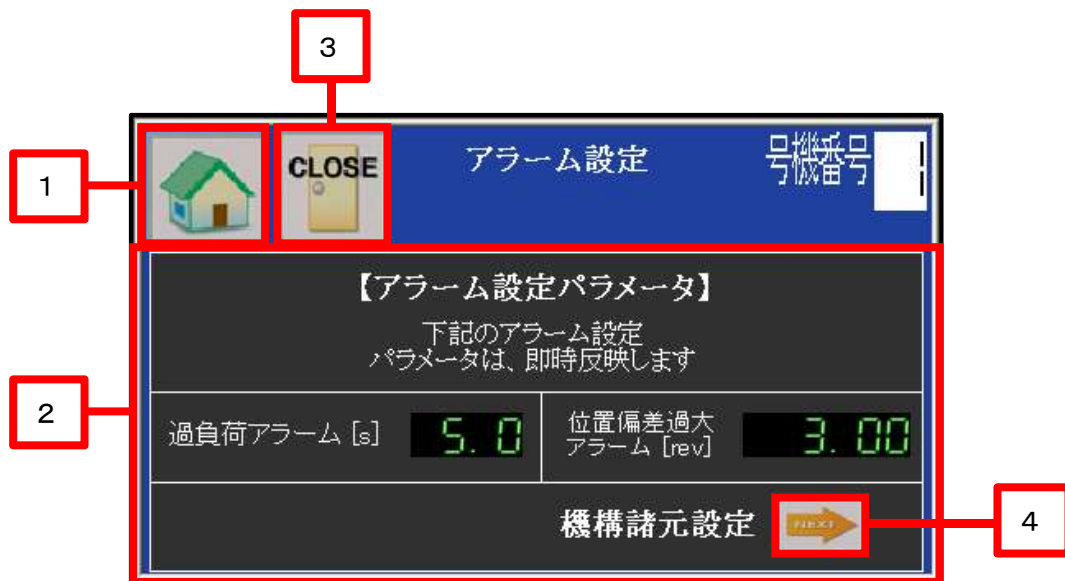 3
1
CLOSE
アラーム設定
号機番号
1
【アラーム設定パラメータ】
下記のアラーム設定
パラメータは、即時反映します
2
過負荷アラーム [s]
5.0
位置偏差過大
アラーム [rev]
3.00
機構諸元設定
NEXT
4